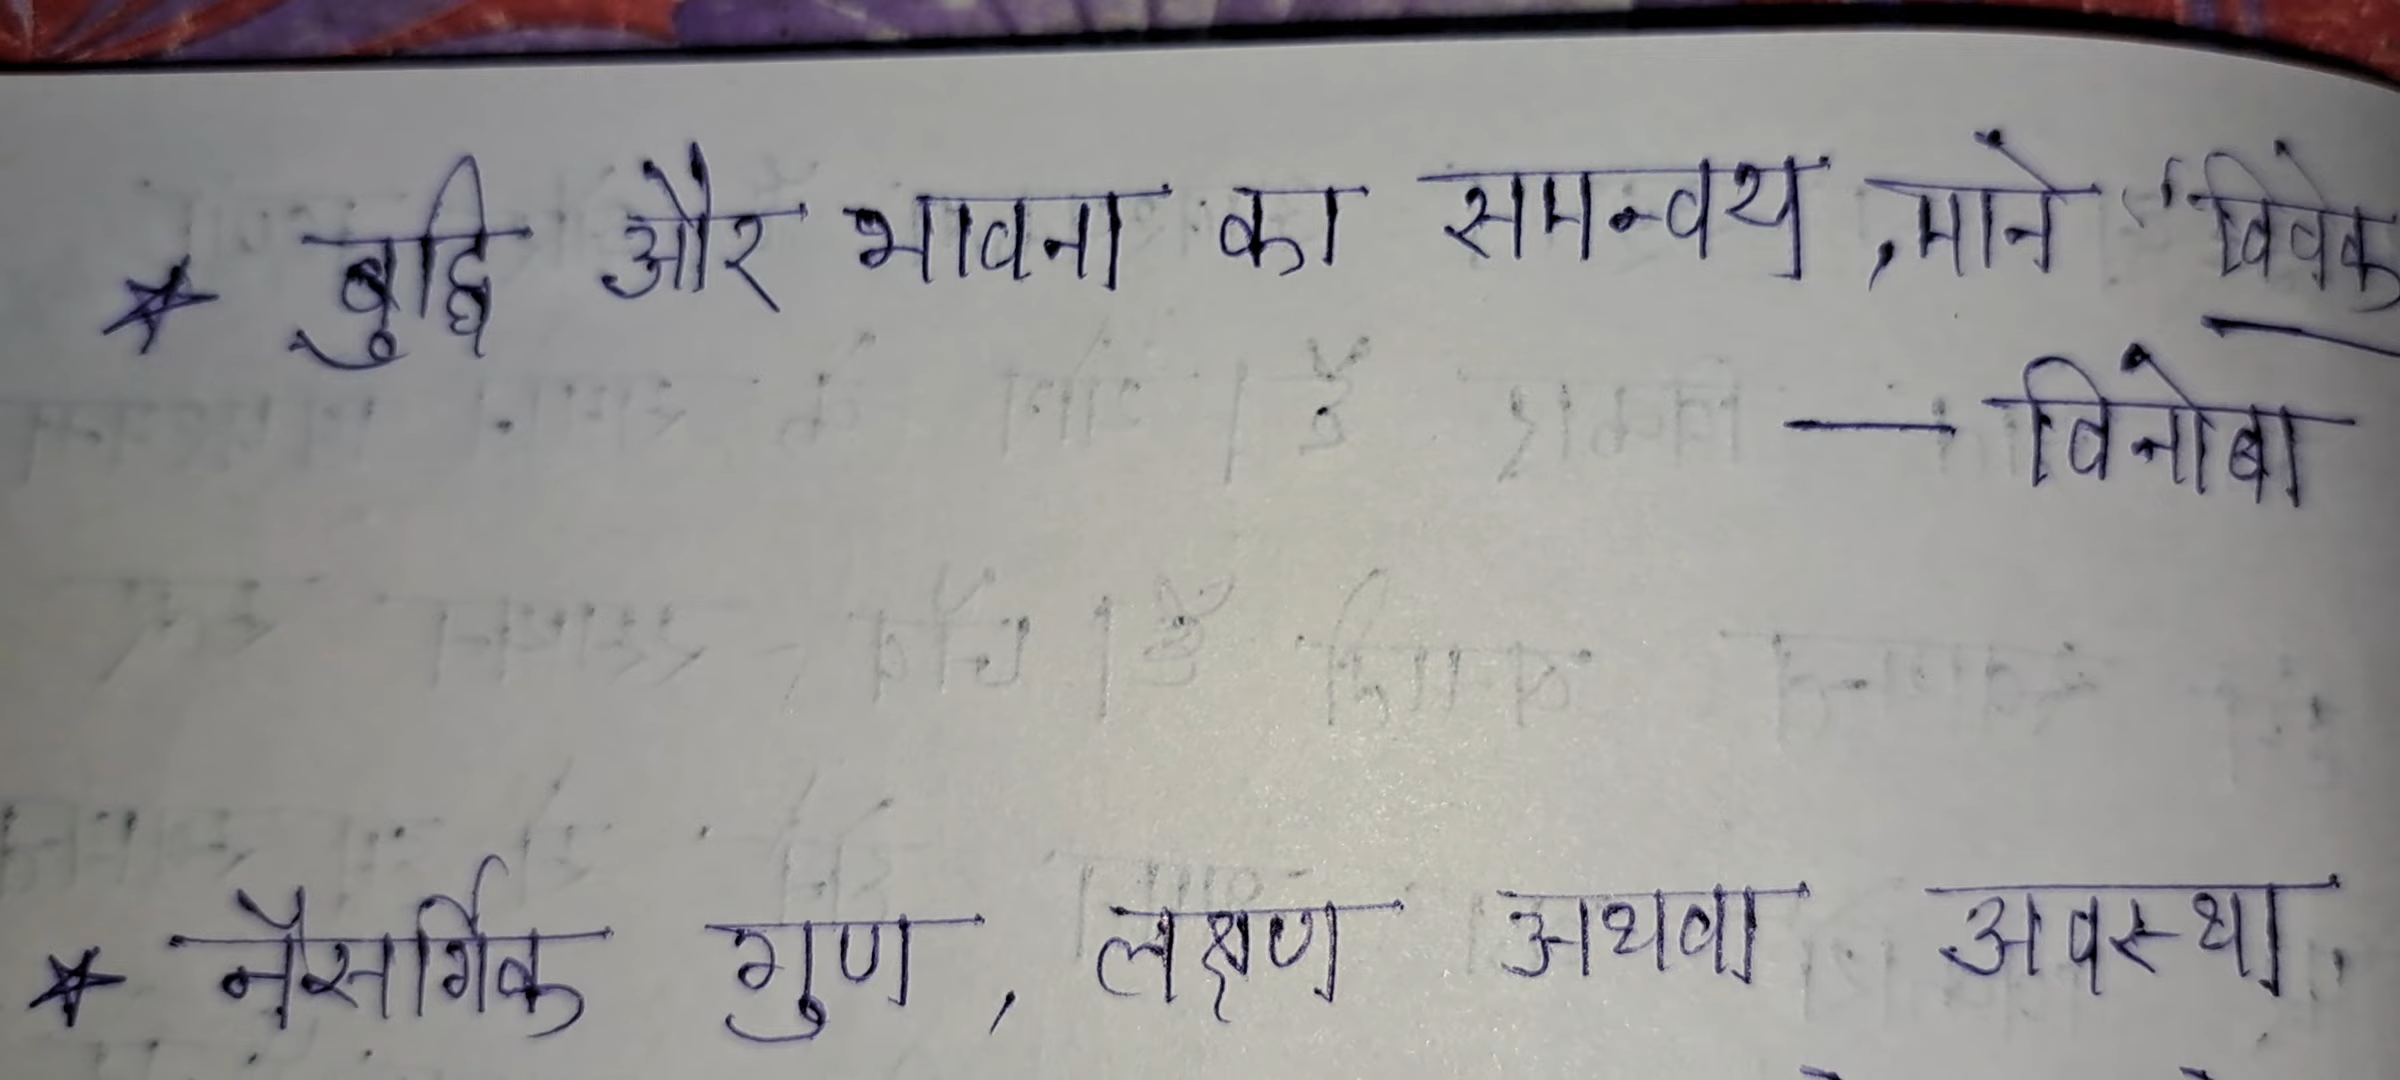 ★ बुद्धि और भावना का समन्वय, माने "विवेक
— विनोबा
★ नैसर्गिक गुण, लक्षण अथवा अवस्था,